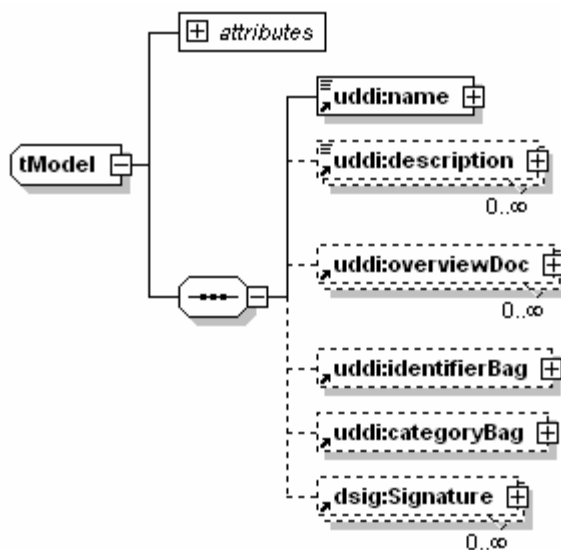 attributes
uddi:name
tModel
uddi:description
0..∞
uddi:overviewDoc
0..∞
uddi:identifierBag
uddi:categoryBag
dsig:Signature
0..∞